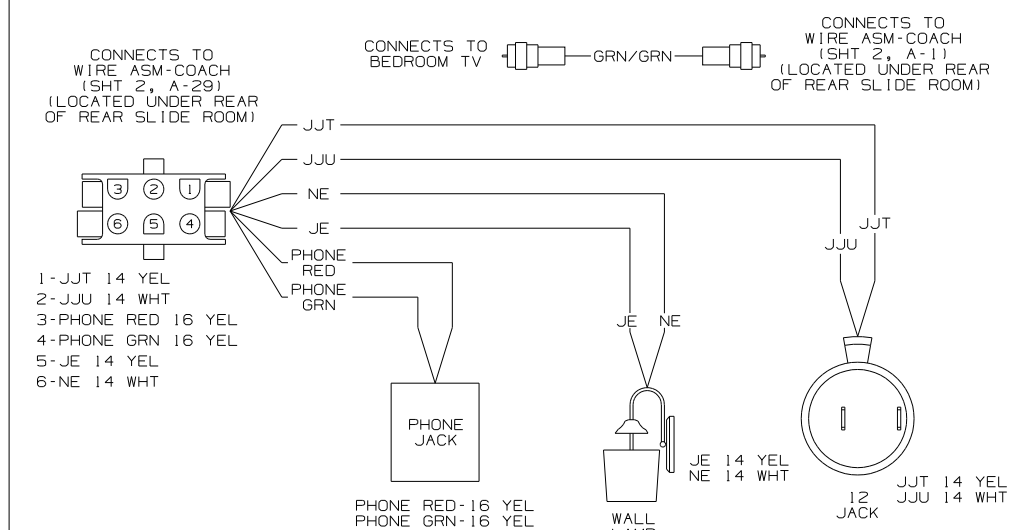 CONNECTS TO
WIRE ASM-COACH
(SHT 2, A-29)
(LOCATED UNDER REAR
OF REAR SLIDE ROOM)
CONNECTS TO
BEDROOM TV
GRN/GRN
CONNECTS TO
WIRE ASM-COACH
(SHT 2, A-1)
(LOCATED UNDER REAR
OF REAR SLIDE ROOM)
JJT
JJU
NE
JE
PHONE
RED
PHONE
GRN
3 2 1
6 5 4
1-JJT 14 YEL
2-JJU 14 WHT
3-PHONE RED 16 YEL
4-PHONE GRN 16 YEL
5-JE 14 YEL
6-NE 14 WHT
JJT
JJU
JE NE
PHONE
JACK
PHONE RED-16 YEL
PHONE GRN-16 YEL
JE 14 YEL
NE 14 WHT
WALL
JJT 14 YEL
JJU 14 WHT
12
JACK